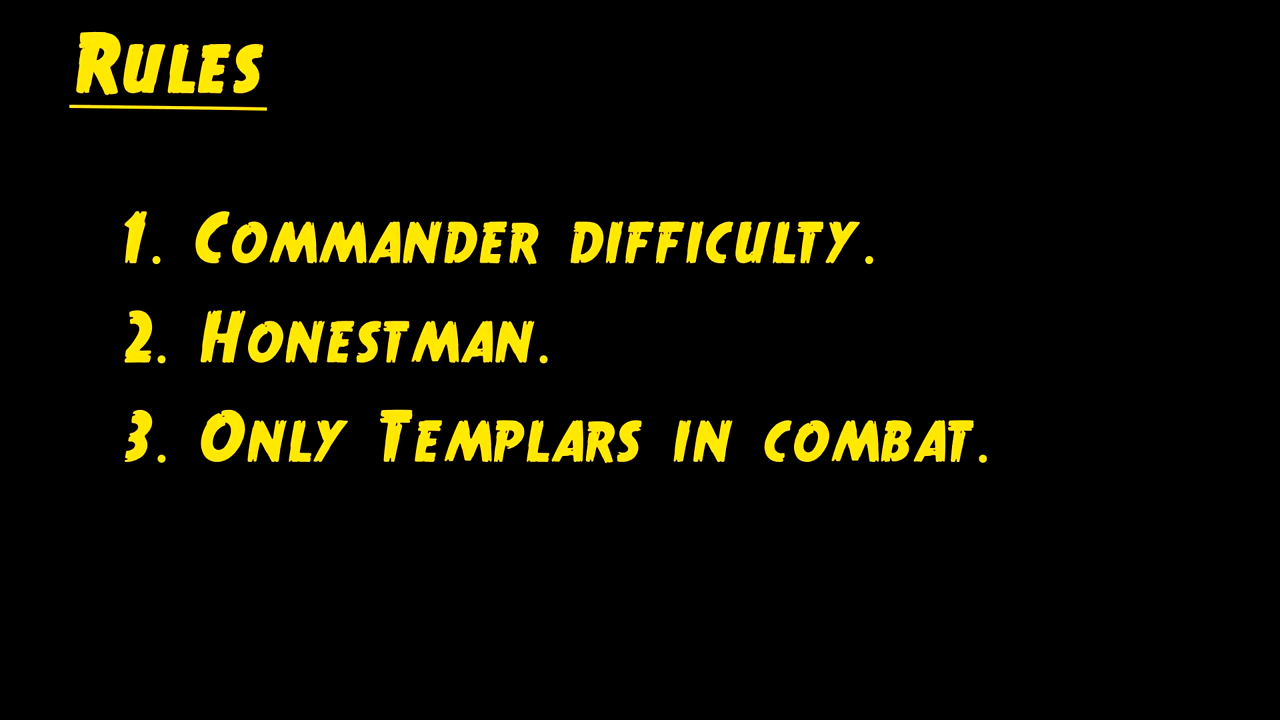 Rules
1. Commander difficulty.
2. Honestman.
3. Only Templars in combat.